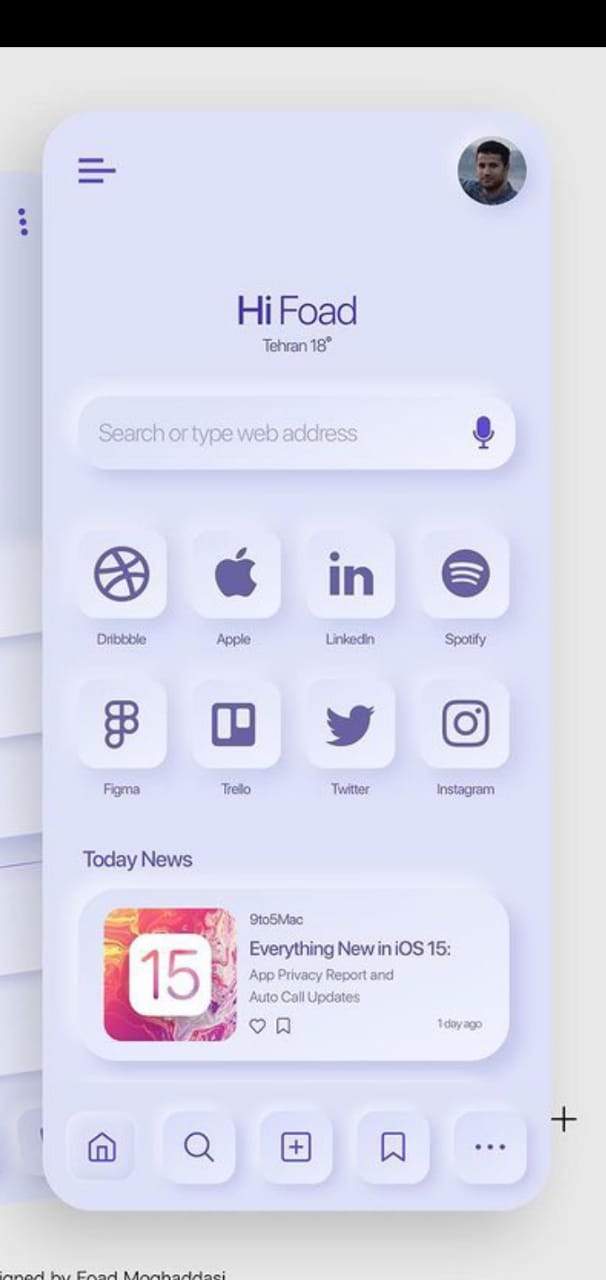 Hi Foad
Tehran 18°
Search or type web address
in
Dribbble
Apple
LinkedIn
Spotify
Figma
Trello
Twitter
Instagram
Today News
9to5Mac
15
Everything New in iOS 15:
App Privacy Report and
Auto Call Updates
1 day ago
igned by Foad Moghaddasi